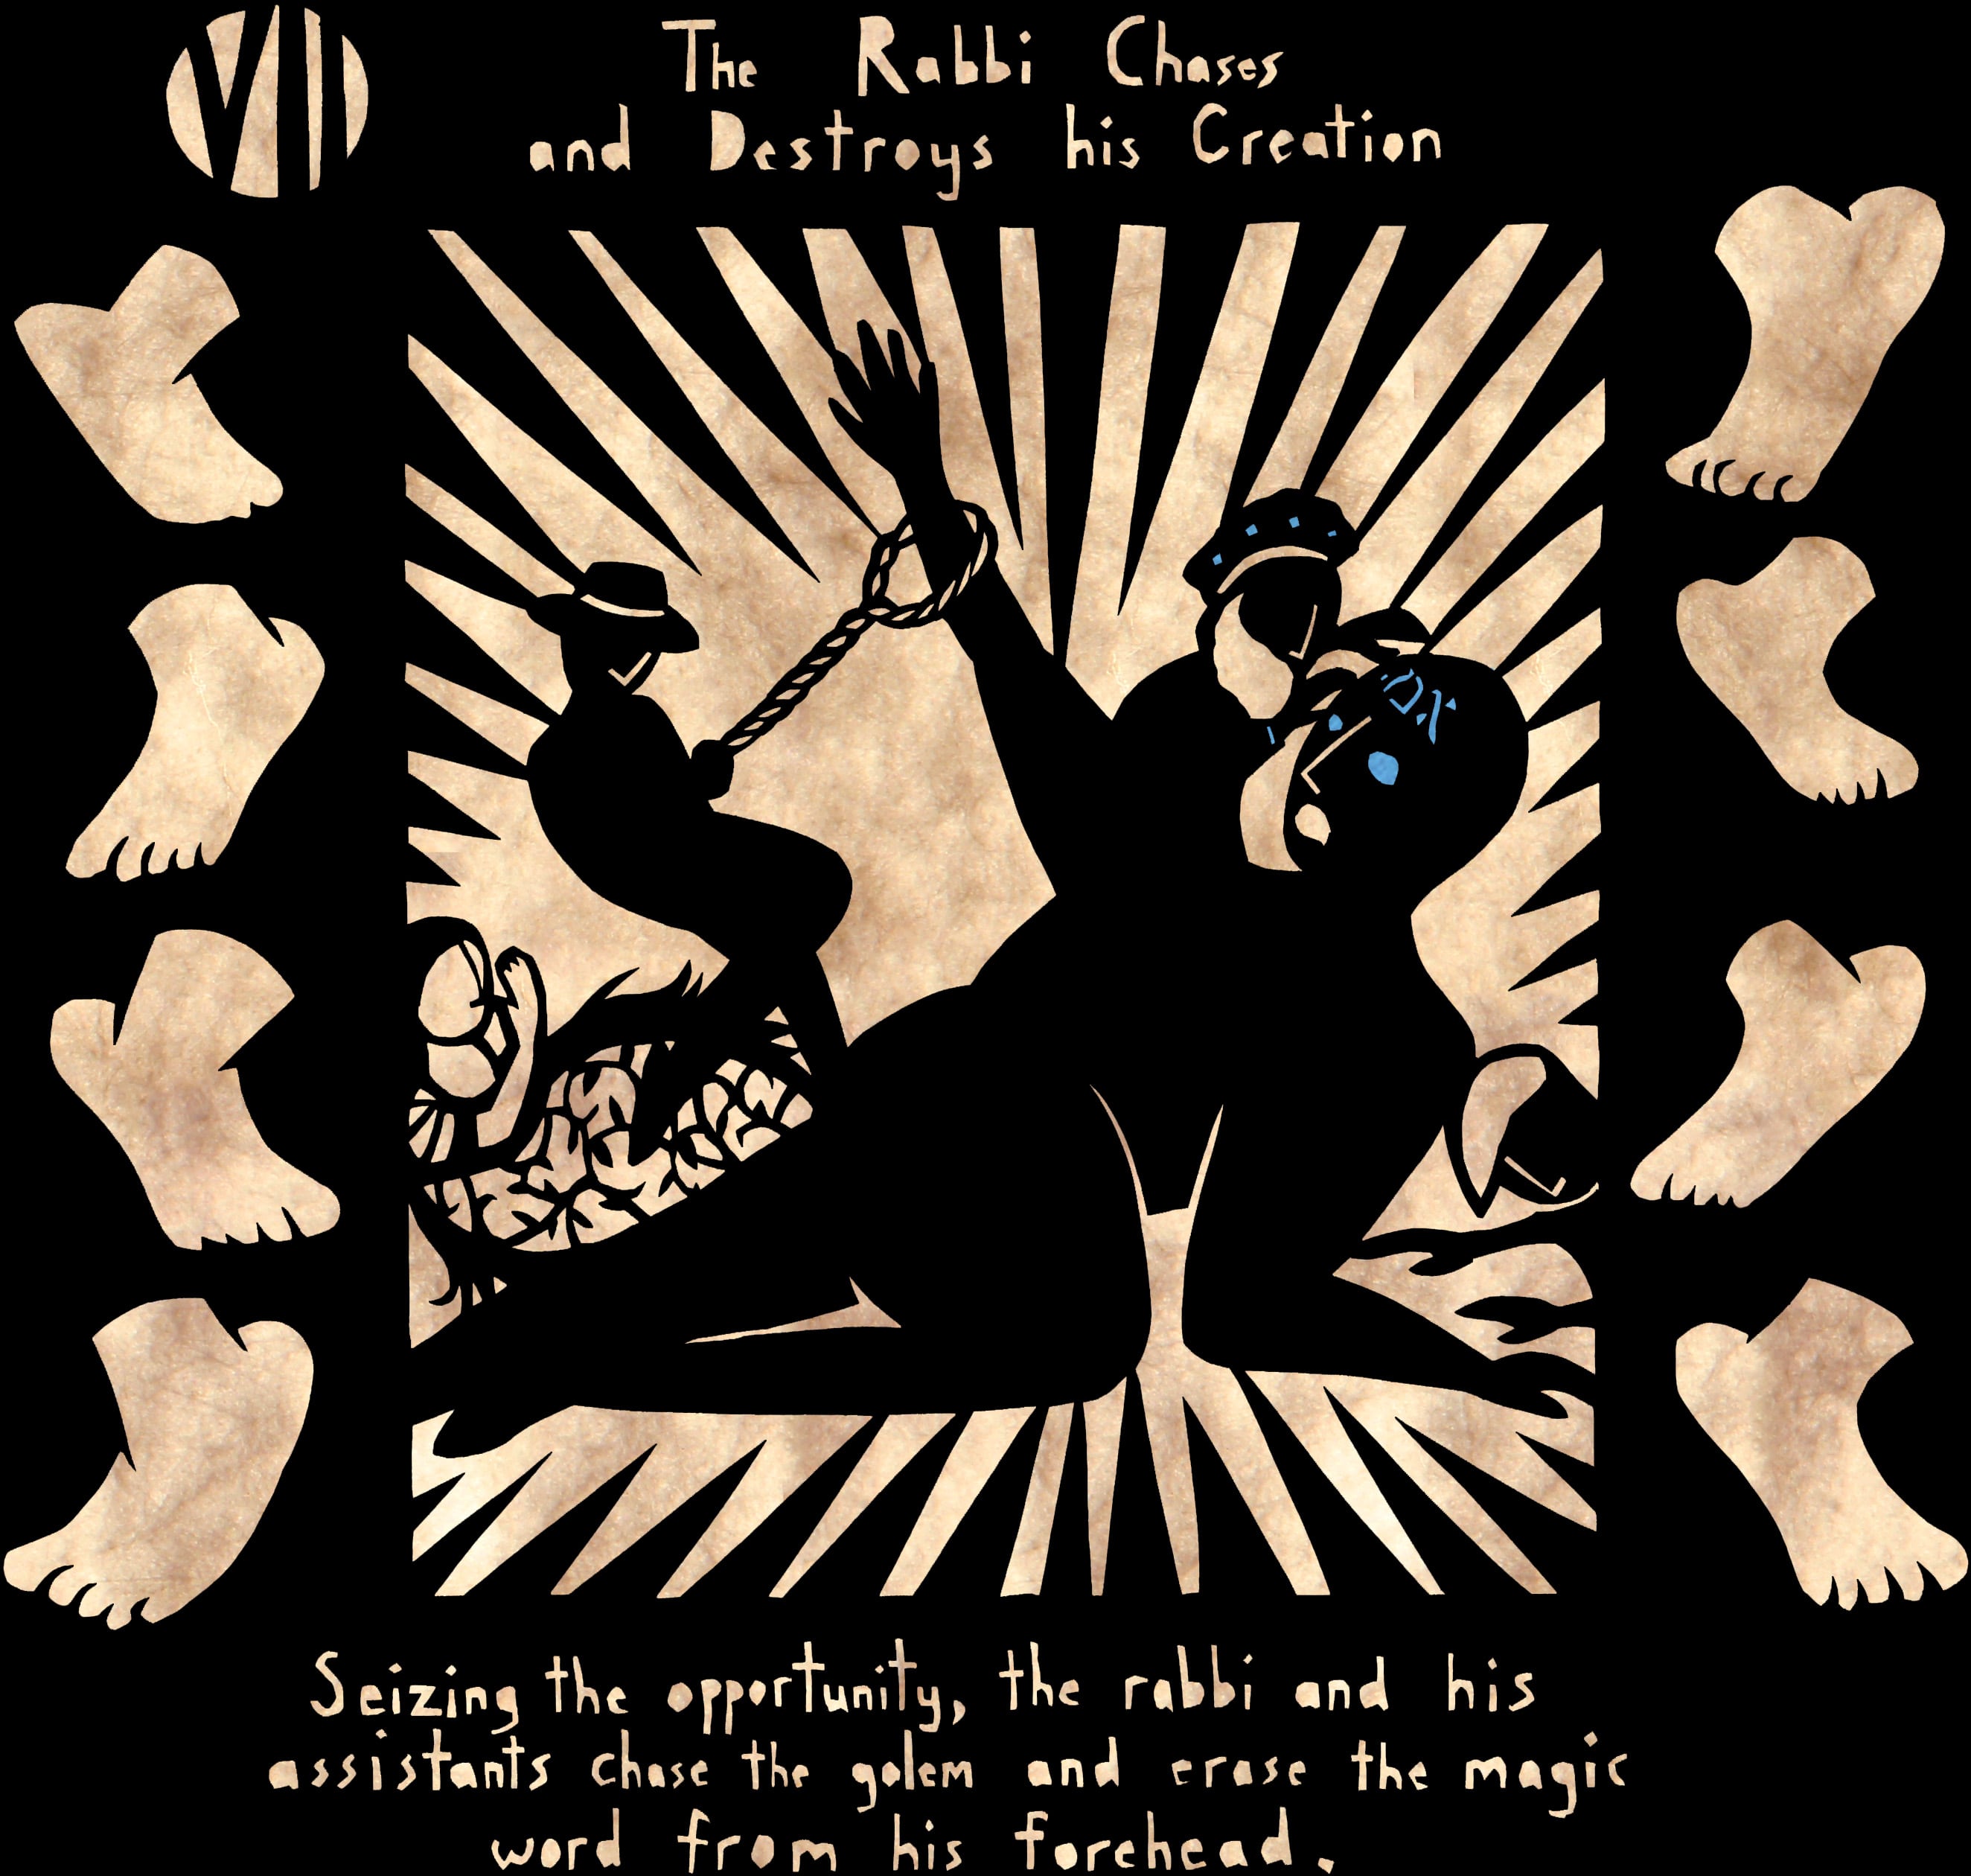 VII
The Rabbi Chases
and Destroys his Creation
Seizing the opportunity, the rabbi and his
assistants chase the golem and erase the magic
word from his forehead.